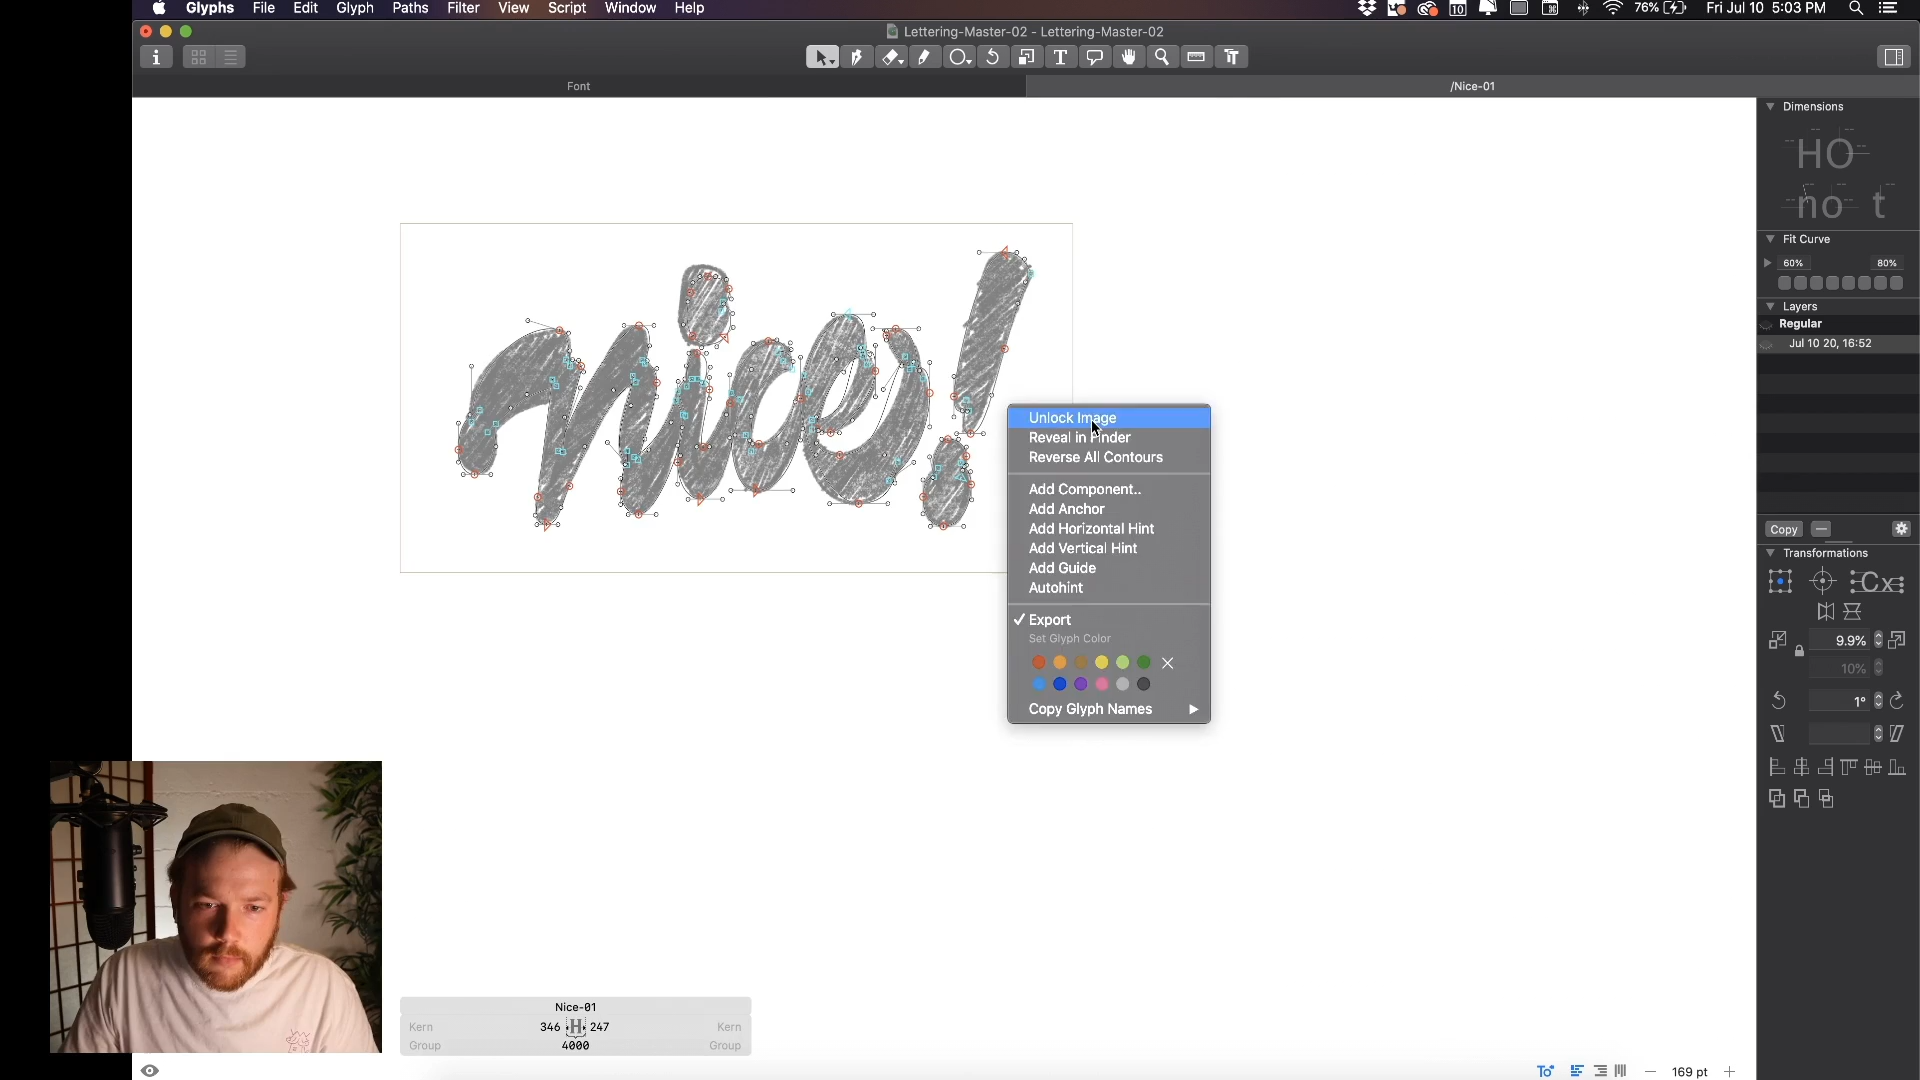 Glyphs File Edit Glyph Paths Filter View Script Window Help
10 76% Fri Jul 10 5:03 PM
Lettering-Master-02 - Lettering-Master-02
T
Font /Nice-01
Dimensions
HO
no t
Fit Curve
60% 80%
Layers
Regular
Jul 10 20, 16:52
Copy
Transformations
Cx
9.9%
10%
1°
nice!
Unlock Image
Reveal in Finder
Reverse All Contours
Add Component..
Add Anchor
Add Horizontal Hint
Add Vertical Hint
Add Guide
Autohint
✓ Export
Set Glyph Color
Copy Glyph Names
Nice-01
Kern 346 H 247 Kern
Group 4000 Group
169 pt